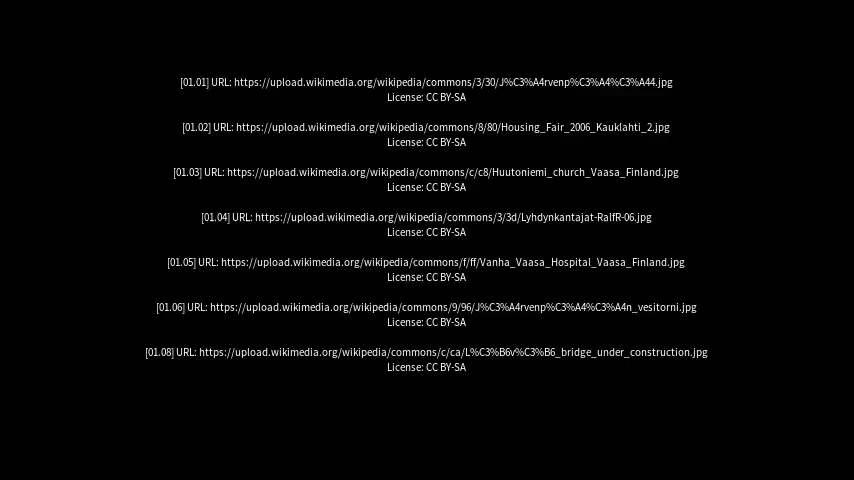 [01.01] URL: https://upload.wikimedia.org/wikipedia/commons/3/30/J%C3%A4rvenp%C3%A4%C3%A44.jpg
License: CC BY-SA
[01.02] URL: https://upload.wikimedia.org/wikipedia/commons/8/80/Housing_Fair_2006_Kauklahti_2.jpg
License: CC BY-SA
[01.03] URL: https://upload.wikimedia.org/wikipedia/commons/c/c8/Huutoniemi_church_Vaasa_Finland.jpg
License: CC BY-SA
[01.04] URL: https://upload.wikimedia.org/wikipedia/commons/3/3d/Lyhdynkantajat-RalfR-06.jpg
License: CC BY-SA
[01.05] URL: https://upload.wikimedia.org/wikipedia/commons/f/ff/Vanha_Vaasa_Hospital_Vaasa_Finland.jpg
License: CC BY-SA
[01.06] URL: https://upload.wikimedia.org/wikipedia/commons/9/96/J%C3%A4rvenp%C3%A4%C3%A4n_vesitorni.jpg
License: CC BY-SA
[01.08] URL: https://upload.wikimedia.org/wikipedia/commons/c/ca/L%C3%B6v%C3%B6_bridge_under_construction.jpg
License: CC BY-SA